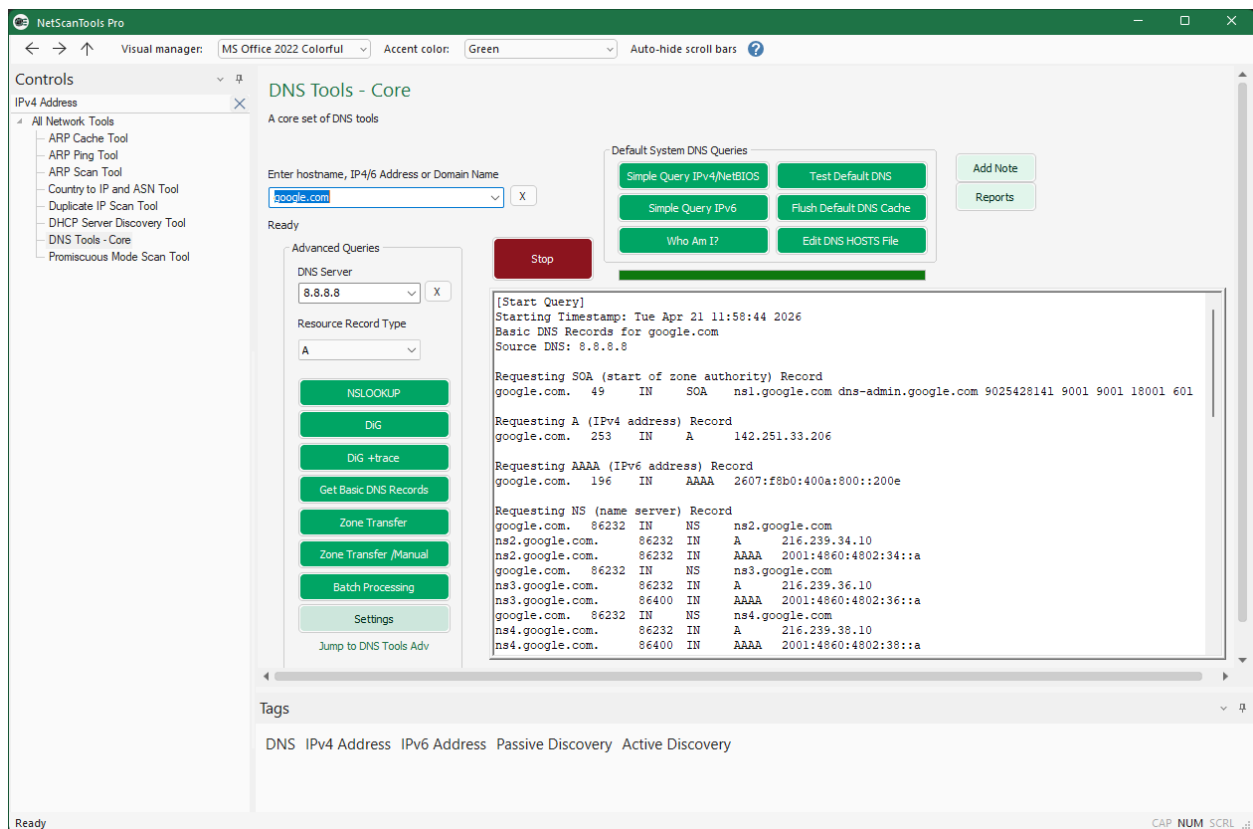 NetScanTools Pro
Visual manager: MS Office 2022 Colorful Accent color: Green Auto-hide scroll bars ?
Controls
IPv4 Address
All Network Tools
ARP Cache Tool
ARP Ping Tool
ARP Scan Tool
Country to IP and ASN Tool
Duplicate IP Scan Tool
DHCP Server Discovery Tool
DNS Tools - Core
Promiscuous Mode Scan Tool
DNS Tools - Core
A core set of DNS tools
Enter hostname, IP4/6 Address or Domain Name
google.com
X
Ready
Default System DNS Queries
Simple Query IPv4/NetBIOS
Test Default DNS
Simple Query IPv6
Flush Default DNS Cache
Who Am I?
Edit DNS HOSTS File
Add Note
Reports
Advanced Queries
DNS Server
8.8.8.8
X
Resource Record Type
A
NSLOOKUP
DiG
DiG +trace
Get Basic DNS Records
Zone Transfer
Zone Transfer /Manual
Batch Processing
Settings
Jump to DNS Tools Adv
Stop
[Start Query]
Starting Timestamp: Tue Apr 21 11:58:44 2026
Basic DNS Records for google.com
Source DNS: 8.8.8.8
Requesting SOA (start of zone authority) Record
google.com. 49 IN SOA ns1.google.com dns-admin.google.com 9025428141 9001 9001 18001 601
Requesting A (IPv4 address) Record
google.com. 253 IN A 142.251.33.206
Requesting AAAA (IPv6 address) Record
google.com. 196 IN AAAA 2607:f8b0:400a:800::200e
Requesting NS (name server) Record
google.com. 86232 IN NS ns2.google.com
ns2.google.com. 86232 IN A 216.239.34.10
ns2.google.com. 86232 IN AAAA 2001:4860:4802:34::a
google.com. 86232 IN NS ns3.google.com
ns3.google.com. 86232 IN A 216.239.36.10
ns3.google.com. 86400 IN AAAA 2001:4860:4802:36::a
google.com. 86232 IN NS ns4.google.com
ns4.google.com. 86232 IN A 216.239.38.10
ns4.google.com. 86400 IN AAAA 2001:4860:4802:38::a
Tags
DNS IPv4 Address IPv6 Address Passive Discovery Active Discovery
Ready
CAP NUM SCRL